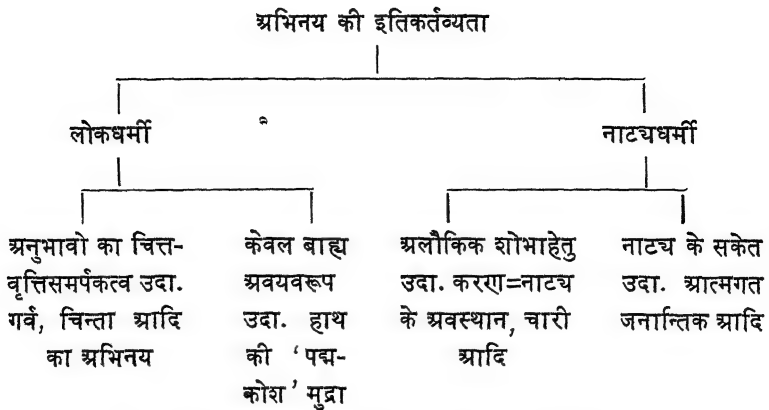 अभिनय की इतिकर्तव्यता
लोकधर्मी
नाट्यधर्मी
अनुभावो का चित्त-
वृत्तिसमर्पकत्व उदा.
गर्व, चिन्ता आदि
का अभिनय
केवल बाह्य
अवयवरूप
उदा. हाथ
की 'पद्म-
कोश' मुद्रा
अलौकिक शोभाहेतु
उदा. करण=नाट्य
के अवस्थान, चारी
आदि
नाट्य के सकेत
उदा. आत्मगत
जनान्तिक आदि